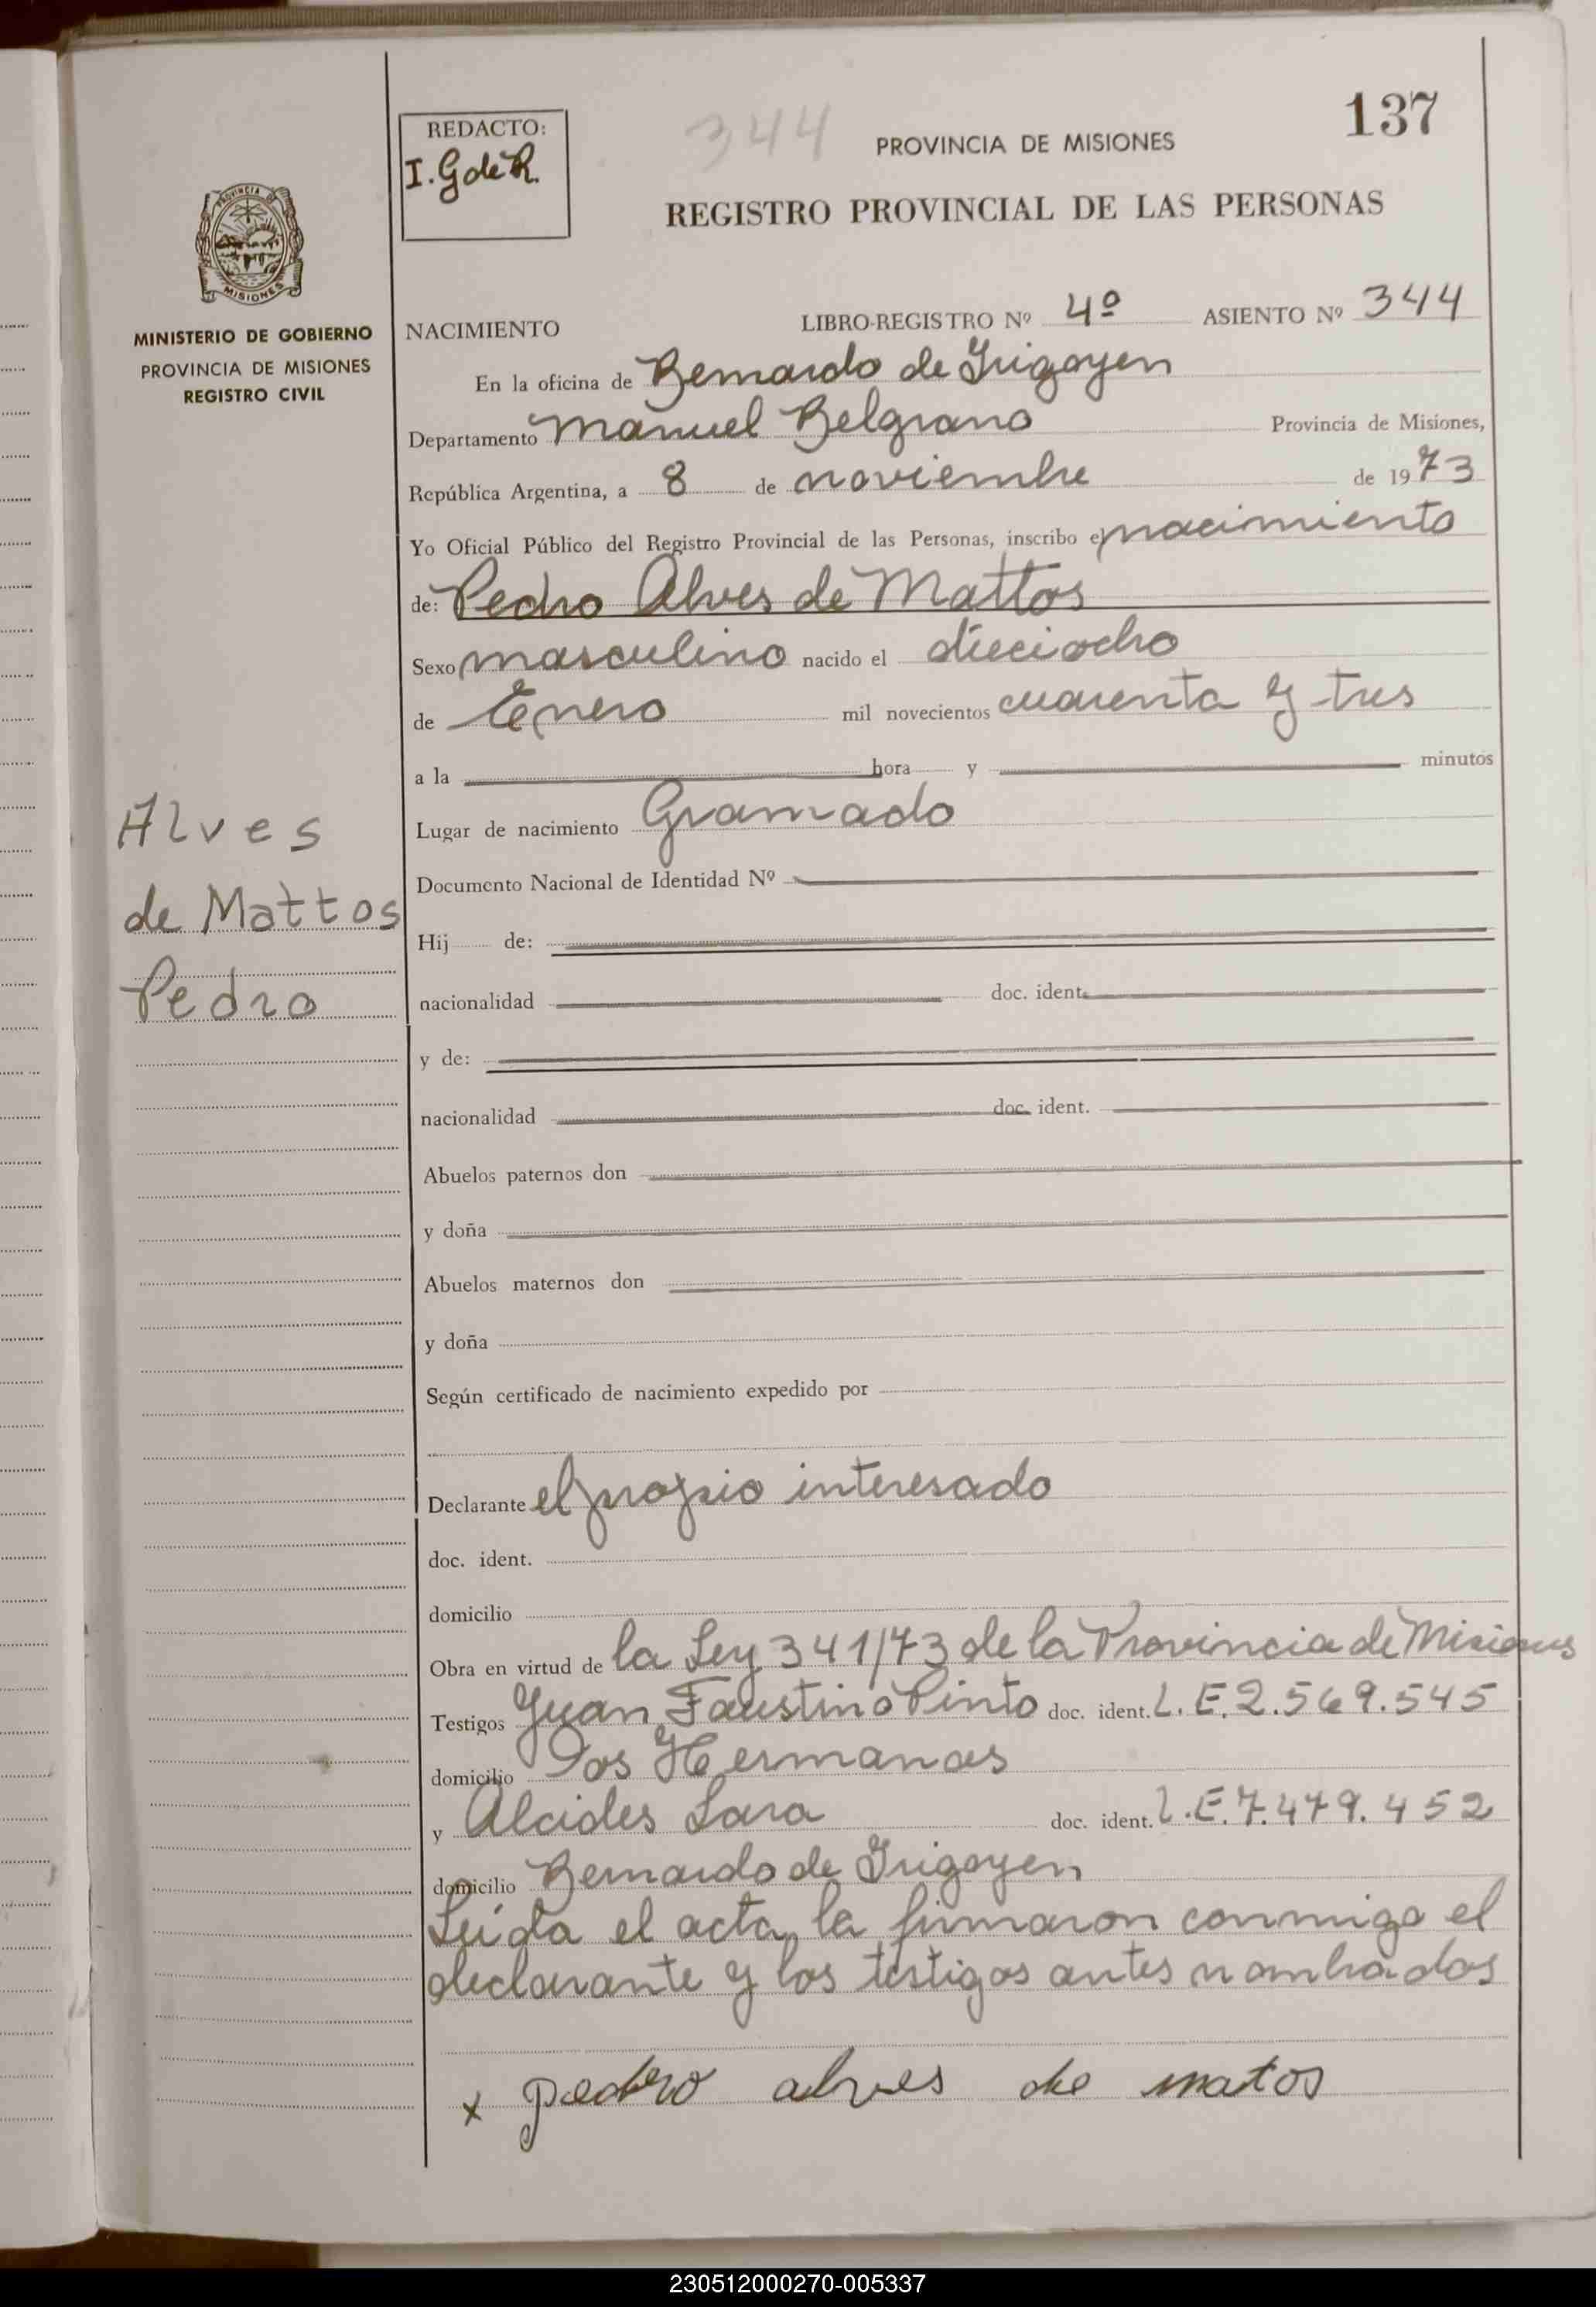 137
REDACTO:
I. G de R.
344
PROVINCIA DE MISIONES
REGISTRO PROVINCIAL DE LAS PERSONAS
PROVINCIA DE
MISIONES
MINISTERIO DE GOBIERNO
PROVINCIA DE MISIONES
REGISTRO CIVIL
NACIMIENTO LIBRO-REGISTRO Nº 4º ASIENTO Nº 344
En la oficina de Bernardo de Irigoyen
Departamento Manuel Belgrano Provincia de Misiones,
República Argentina, a 8 de noviembre de 1973
Yo Oficial Público del Registro Provincial de las Personas, inscribo el nacimiento
de: Pedro Alves de Mattos
Sexo masculino nacido el dieciocho
de Enero mil novecientos cuarenta y tres
a la hora y minutos
Lugar de nacimiento Gramado
Alves
de Mattos
Pedro
Documento Nacional de Identidad Nº
Hij de:
nacionalidad doc. ident.
y de:
nacionalidad doc. ident.
Abuelos paternos don
y doña
Abuelos maternos don
y doña
Según certificado de nacimiento expedido por
Declarante el propio interesado
doc. ident.
domicilio
Obra en virtud de la Ley 341/73 de la Provincia de Misiones
Testigos Juan Faustino Pinto doc. ident. L.E. 2.569.545
domicilio Dos Hermanas
y Alcides Lara doc. ident. L.E. 7.479.452
domicilio Bernardo de Irigoyen
Leída el acta, la firmaron conmigo el
declarante y los testigos antes nombrados
x pedro alves de matos
230512000270-005337